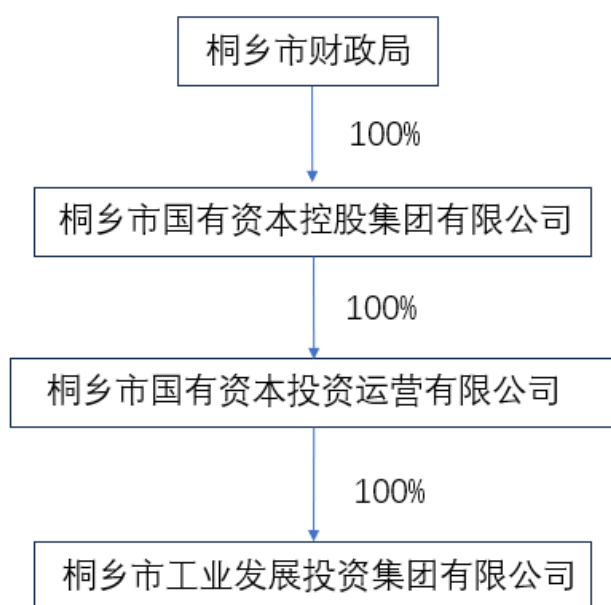 桐乡市财政局
100%
桐乡市国有资本控股集团有限公司
100%
桐乡市国有资本投资运营有限公司
100%
桐乡市工业发展投资集团有限公司